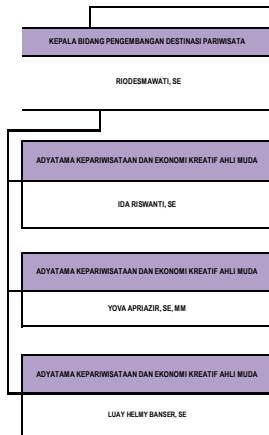 KEPALA BIDANG PENGEMBANGAN DESTINASI PARIWISATA
RIODESMAWATI, SE
ADYATAMA KEPARIWISATAAN DAN EKONOMI KREATIF AHLI MUDA
IDA RISWANTI, SE
ADYATAMA KEPARIWISATAAN DAN EKONOMI KREATIF AHLI MUDA
YOVA APRIAZIR, SE, MM
ADYATAMA KEPARIWISATAAN DAN EKONOMI KREATIF AHLI MUDA
LUAY HELMY BANSER, SE